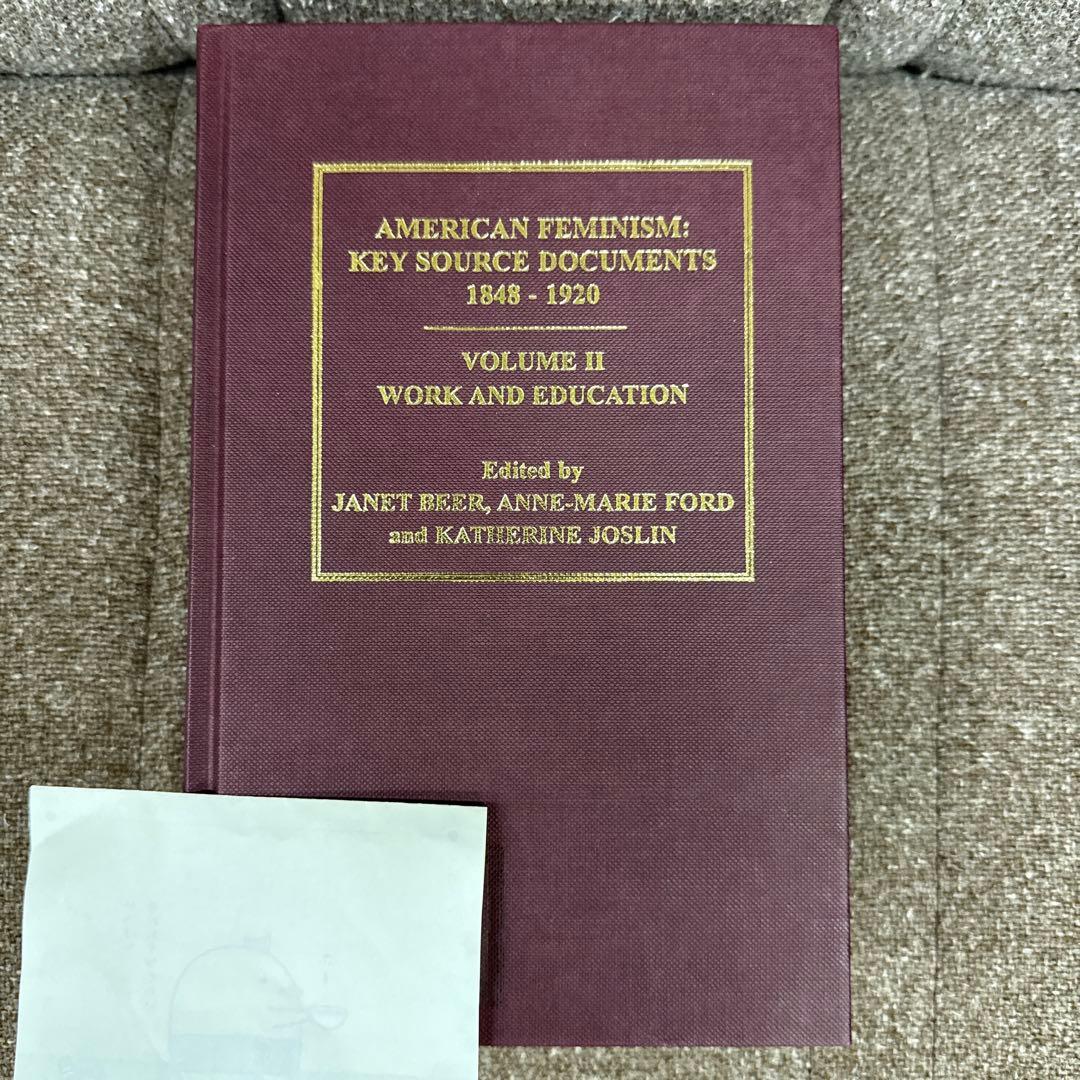 AMERICAN FEMINISM:
KEY SOURCE DOCUMENTS
1848 - 1920
VOLUME II
WORK AND EDUCATION
Edited by
JANET BEER, ANNE-MARIE FORD
and KATHERINE JOSLIN